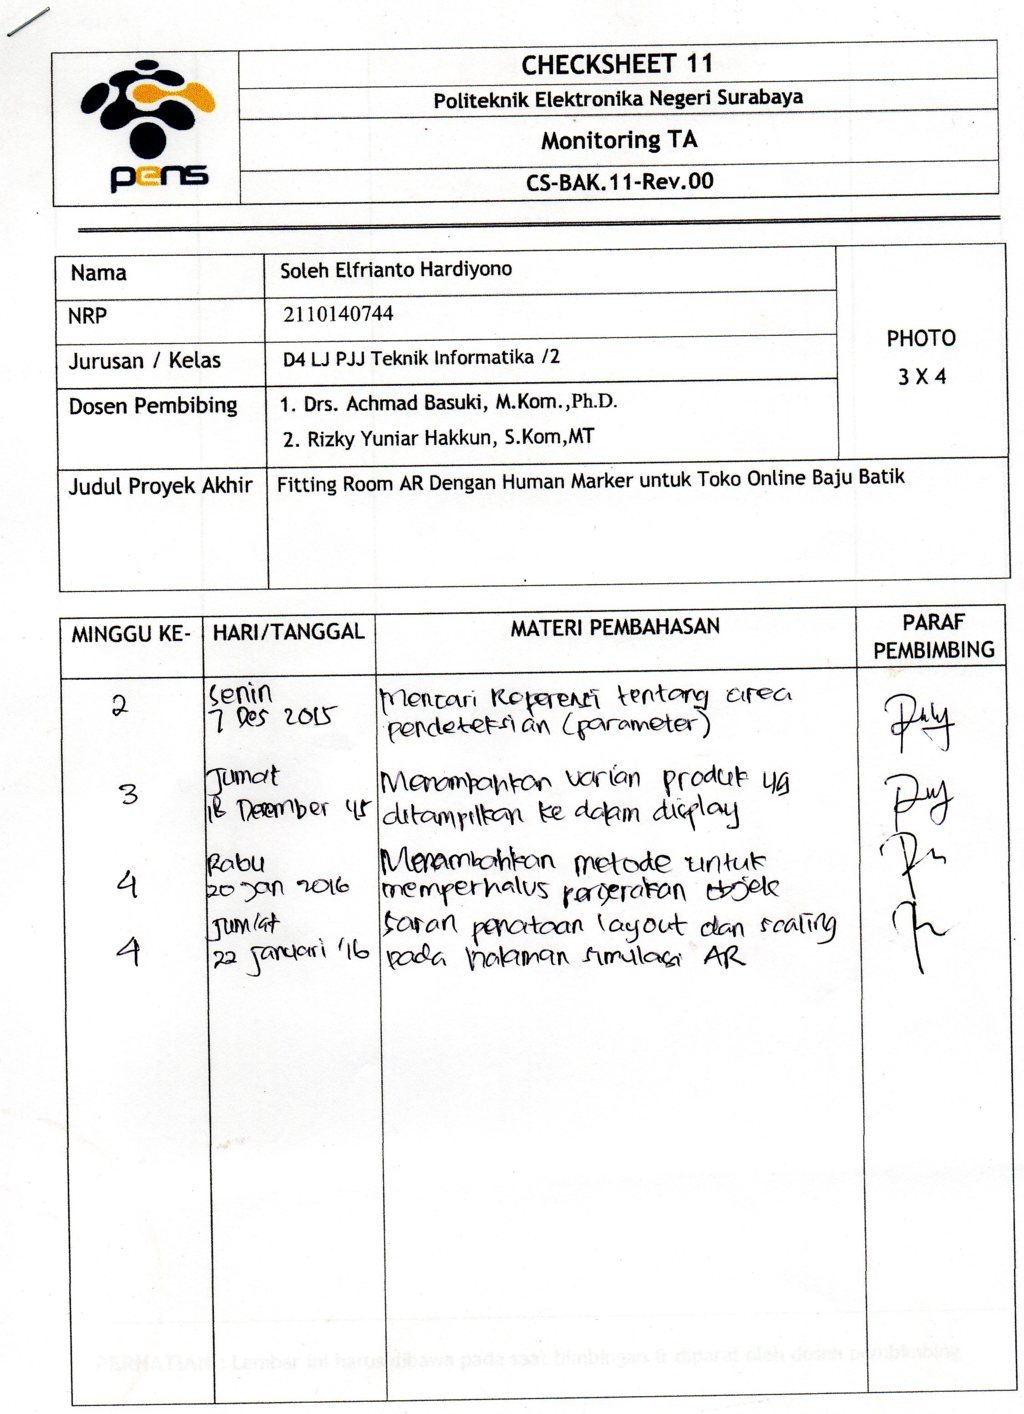 pens
CHECKSHEET 11
Politeknik Elektronika Negeri Surabaya
Monitoring TA
CS-BAK.11-Rev.00
Nama
Soleh Elfrianto Hardiyono
NRP
2110140744
Jurusan / Kelas
D4 LJ PJJ Teknik Informatika /2
Dosen Pembibing
1. Drs. Achmad Basuki, M.Kom.,Ph.D.
2. Rizky Yuniar Hakkun, S.Kom,MT
PHOTO
3 X 4
Judul Proyek Akhir
Fitting Room AR Dengan Human Marker untuk Toko Online Baju Batik
MINGGU KE-
HARI/TANGGAL
MATERI PEMBAHASAN
PARAF
PEMBIMBING
2
Senin
7 Des 2015
Mencari Referensi tentang area
pendeteksian (parameter)
3
Jumat
18 Desember
Menambahkan varian produk yg
ditampilkan ke dalam display
4
Rabu
20 Jan 2016
Menambahkan metode untuk
memperhalus pergerakan objek
4
Jum'at
22 Januari '16
Saran penataan layout dan scaling
pada halaman simulasi AR
PERHATIAN : Lembar ini harus dibawa pada saat bimbingan & diparaf oleh dosen pembimbing